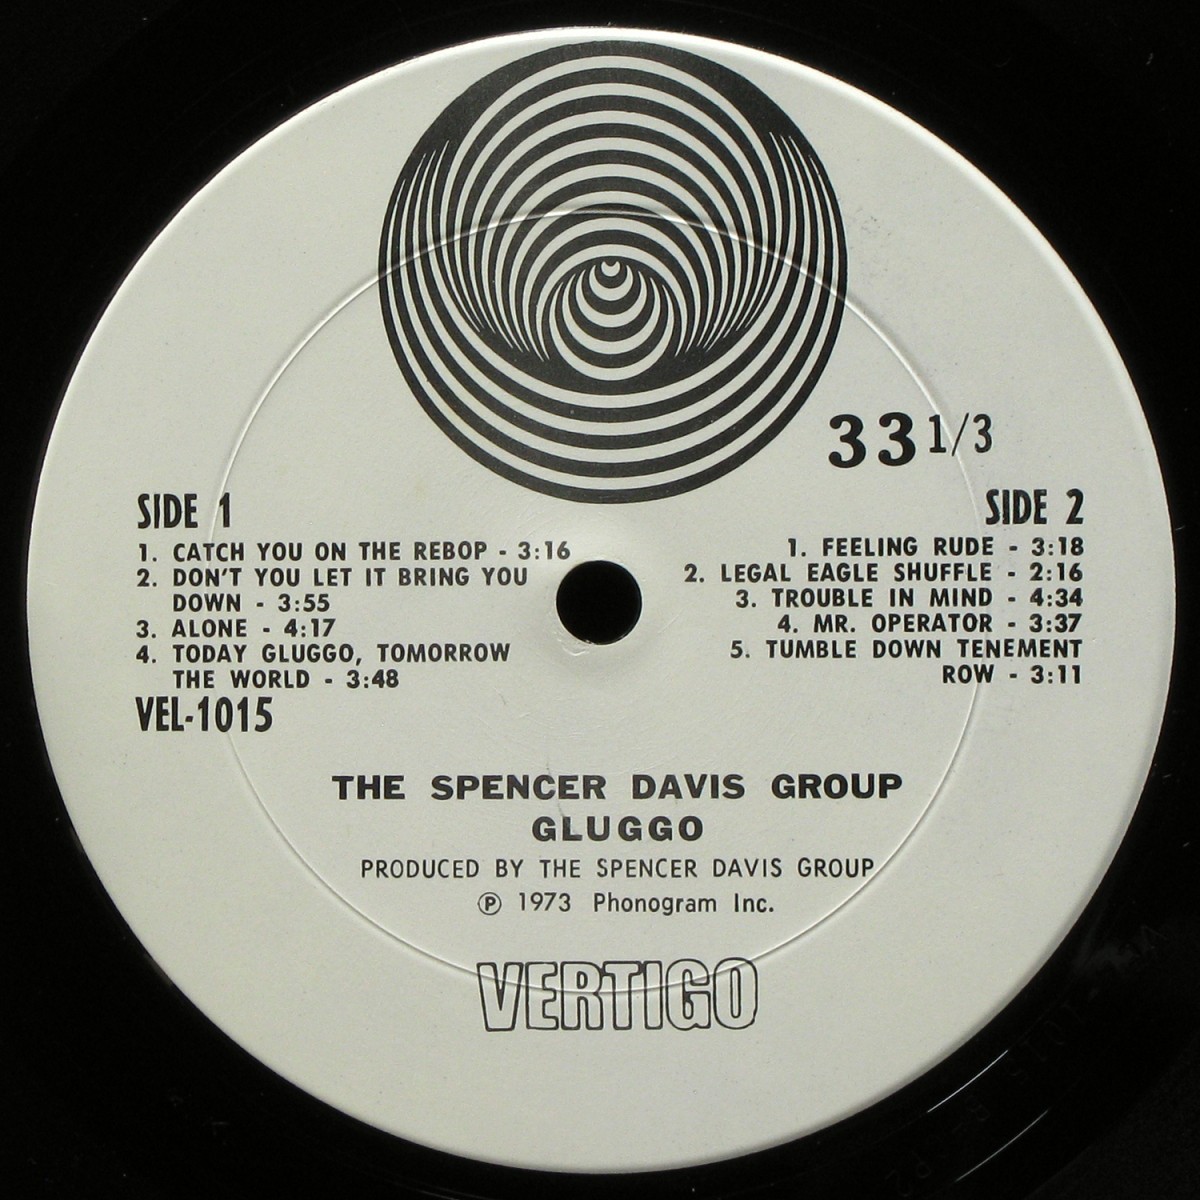 33 1/3
SIDE 1
1. CATCH YOU ON THE REBOP - 3:16
2. DON'T YOU LET IT BRING YOU
DOWN - 3:55
3. ALONE - 4:17
4. TODAY GLUGGO, TOMORROW
THE WORLD - 3:48
VEL-1015
SIDE 2
1. FEELING RUDE - 3:18
2. LEGAL EAGLE SHUFFLE - 2:16
3. TROUBLE IN MIND - 4:34
4. MR. OPERATOR - 3:37
5. TUMBLE DOWN TENEMENT
ROW - 3:11
THE SPENCER DAVIS GROUP
GLUGGO
PRODUCED BY THE SPENCER DAVIS GROUP
℗ 1973 Phonogram Inc.
VERTIGO